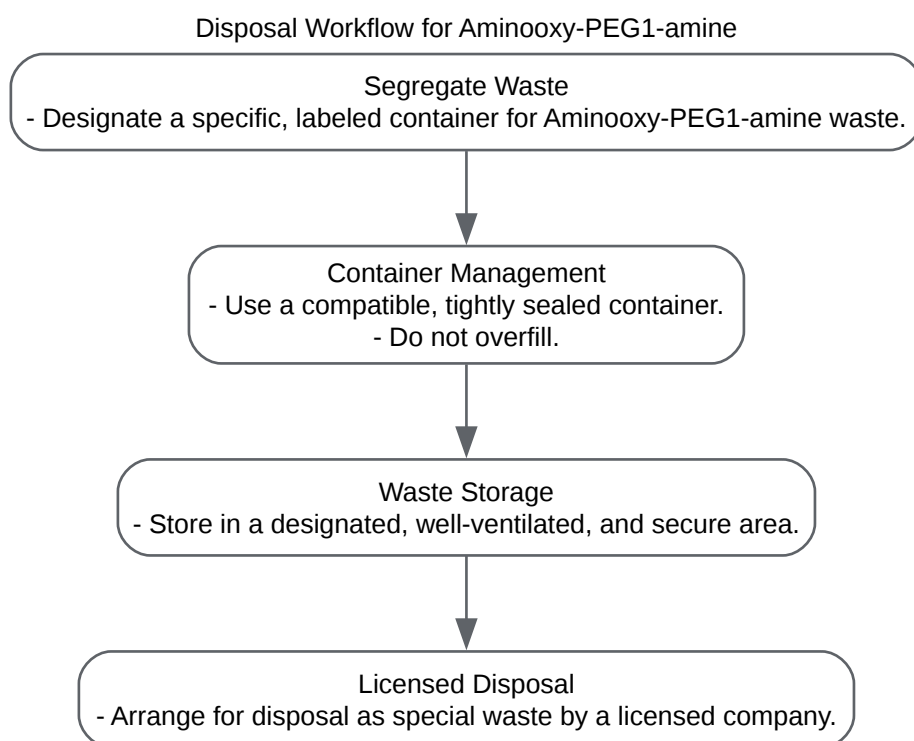 Disposal Workflow for Aminooxy-PEG1-amine
Segregate Waste
- Designate a specific, labeled container for Aminooxy-PEG1-amine waste.
Container Management
- Use a compatible, tightly sealed container.
- Do not overfill.
Waste Storage
- Store in a designated, well-ventilated, and secure area.
Licensed Disposal
- Arrange for disposal as special waste by a licensed company.